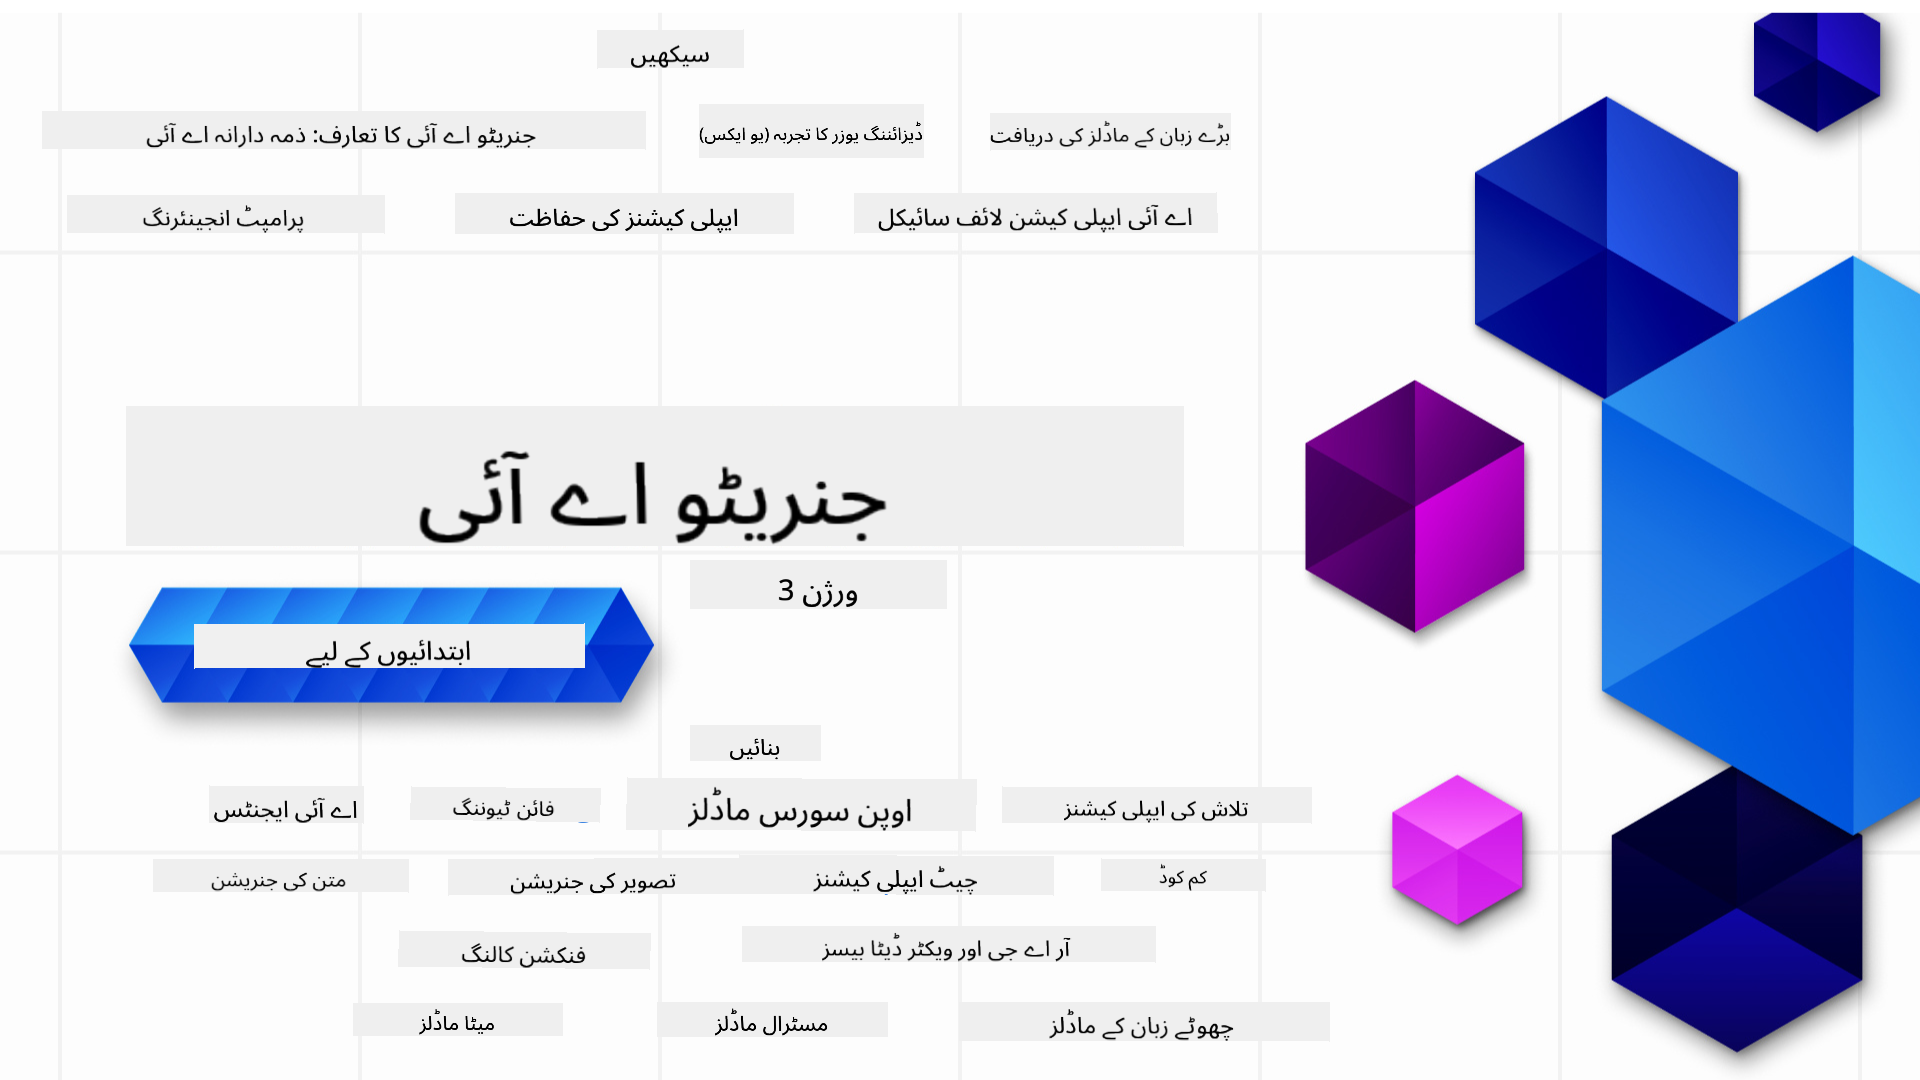 سیکھیں
بڑے زبان کے ماڈلز کی دریافت
ڈیزائننگ یوزر کا تجربہ (یو ایکس)
جنریٹو اے آئی کا تعارف: ذمہ دارانہ اے آئی
اے آئی ایپلی کیشن لائف سائیکل
ایپلی کیشنز کی حفاظت
پرامپٹ انجینئرنگ
جنریٹو اے آئی
ورژن 3
ابتدائیوں کے لیے
بنائیں
تلاش کی ایپلی کیشنز
اوپن سورس ماڈلز
فائن ٹیوننگ
اے آئی ایجنٹس
کم کوڈ
چیٹ ایپلی کیشنز
تصویر کی جنریشن
متن کی جنریشن
آر اے جی اور ویکٹر ڈیٹا بیسز
فنکشن کالنگ
چھوٹے زبان کے ماڈلز
مسٹرال ماڈلز
میٹا ماڈلز